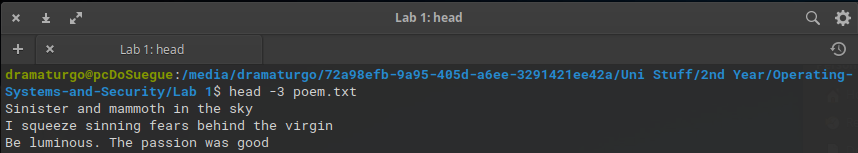 Lab 1: head
Lab 1: head
dramaturgo@pcDoSuegue:/media/dramaturgo/72a98efb-9a95-405d-a6ee-3291421ee42a/Uni Stuff/2nd Year/Operating-
Systems-and-Security/Lab 1$ head -3 poem.txt
Sinister and mammoth in the sky
I squeeze sinning fears behind the virgin
Be luminous. The passion was good